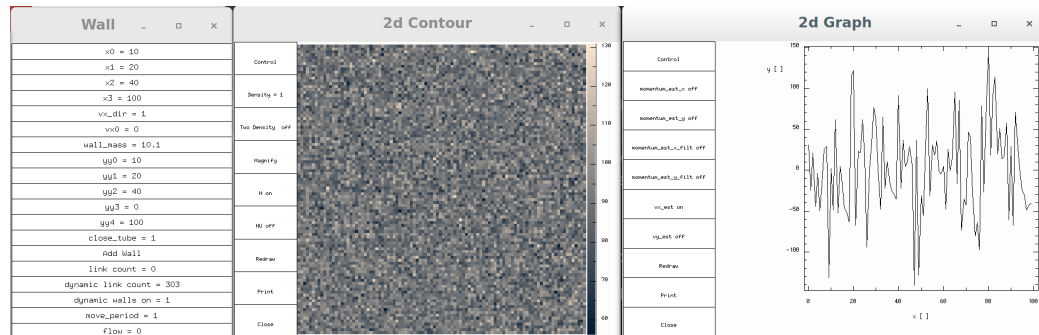 Wall
x0 = 10
x1 = 20
x2 = 40
x3 = 100
vx_dir = 1
vx0 = 0
wall_mass = 10.1
yy0 = 10
yy1 = 20
yy2 = 40
yy3 = 0
yy4 = 100
close_tube = 1
Add Wall
link count = 0
dynamic link count = 303
dynamic walls on = 1
move_period = 1
flow = 0
2d Contour
Control
Density = 1
Two Density off
Magnify
N on
NU off
Redraw
Print
Close
130
120
110
100
90
80
70
60
2d Graph
Control
momentum_est_x off
momentum_est_y off
momentum_est_x_filt off
momentum_est_y_filt off
vx_est on
vy_est off
Redraw
Print
Close
y [ ]
150
100
50
0
-50
-100
0 20 40 60 80 100
x [ ]